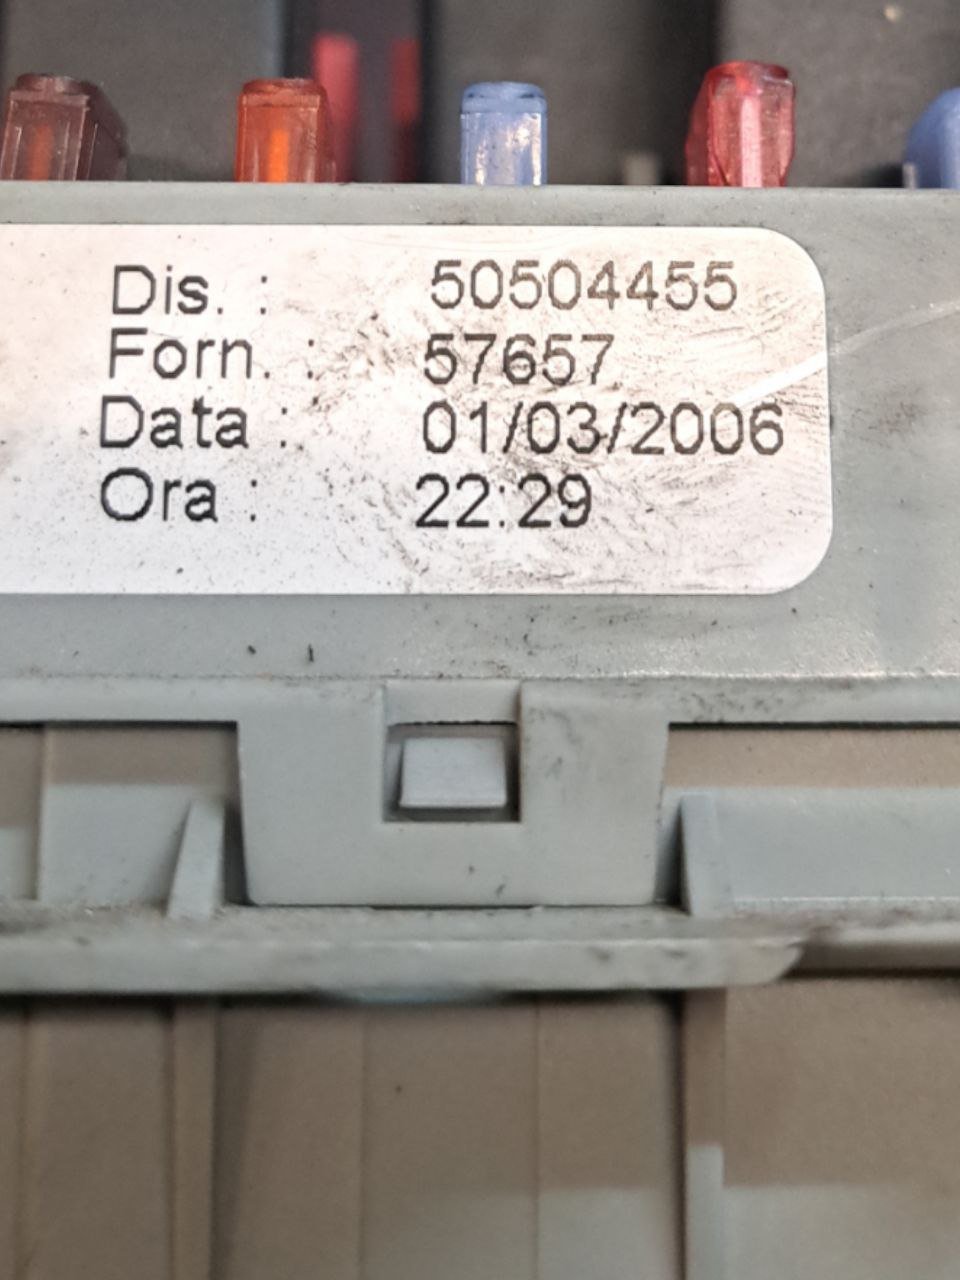 Dis. : 50504455
Forn. : 57657
Data : 01/03/2006
Ora : 22:29